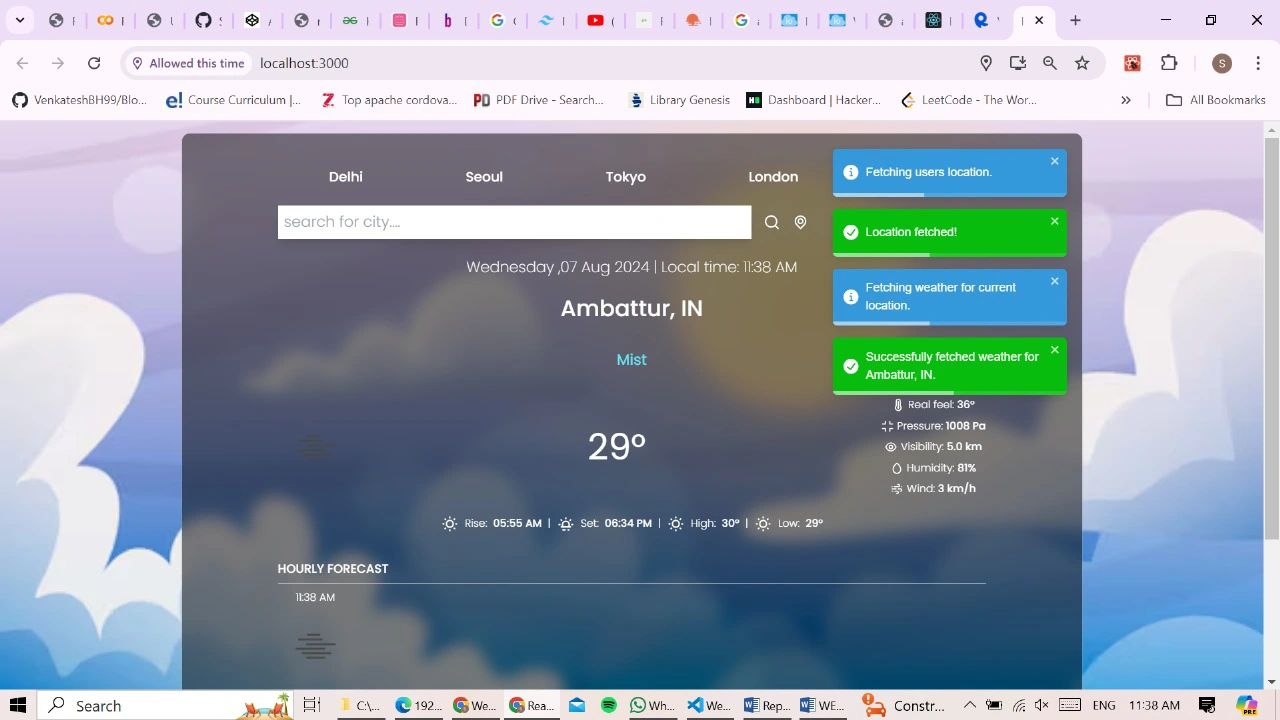 Allowed this time
localhost:3000
VenkateshBH99/Blo...
Course Curriculum |...
Top apache cordova...
PDF Drive - Search...
Library Genesis
Dashboard | Hacker...
LeetCode - The Wor...
»
All Bookmarks
Delhi Seoul Tokyo London
search for city....
Wednesday ,07 Aug 2024 | Local time: 11:38 AM
Ambattur, IN
Mist
Fetching users location.
Location fetched!
Fetching weather for current
location.
Successfully fetched weather for
Ambattur, IN.
29°
Real feel: 36°
Pressure: 1008 Pa
Visibility: 5.0 km
Humidity: 81%
Wind: 3 km/h
Rise: 05:55 AM | Set: 06:34 PM | High: 30° | Low: 29°
HOURLY FORECAST
11:38 AM
Search
192...
We...
Rea...
Wh...
We...
Rep...
WE...
Constr...
ENG
11:38 AM